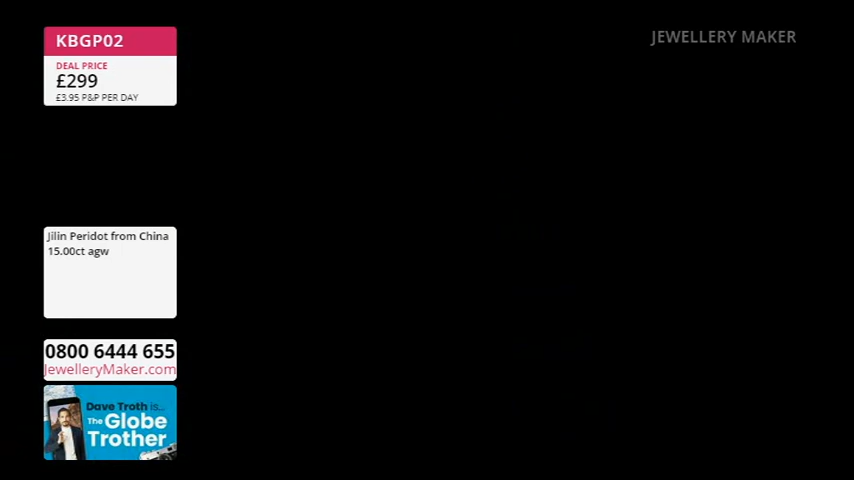 KBGP02
JEWELLERY MAKER
DEAL PRICE
£299
£3.95 P&P PER DAY
Jilin Peridot from China
15.00ct agw
0800 6444 655
JewelleryMaker.com
Dave Troth is...
The Globe
Trother